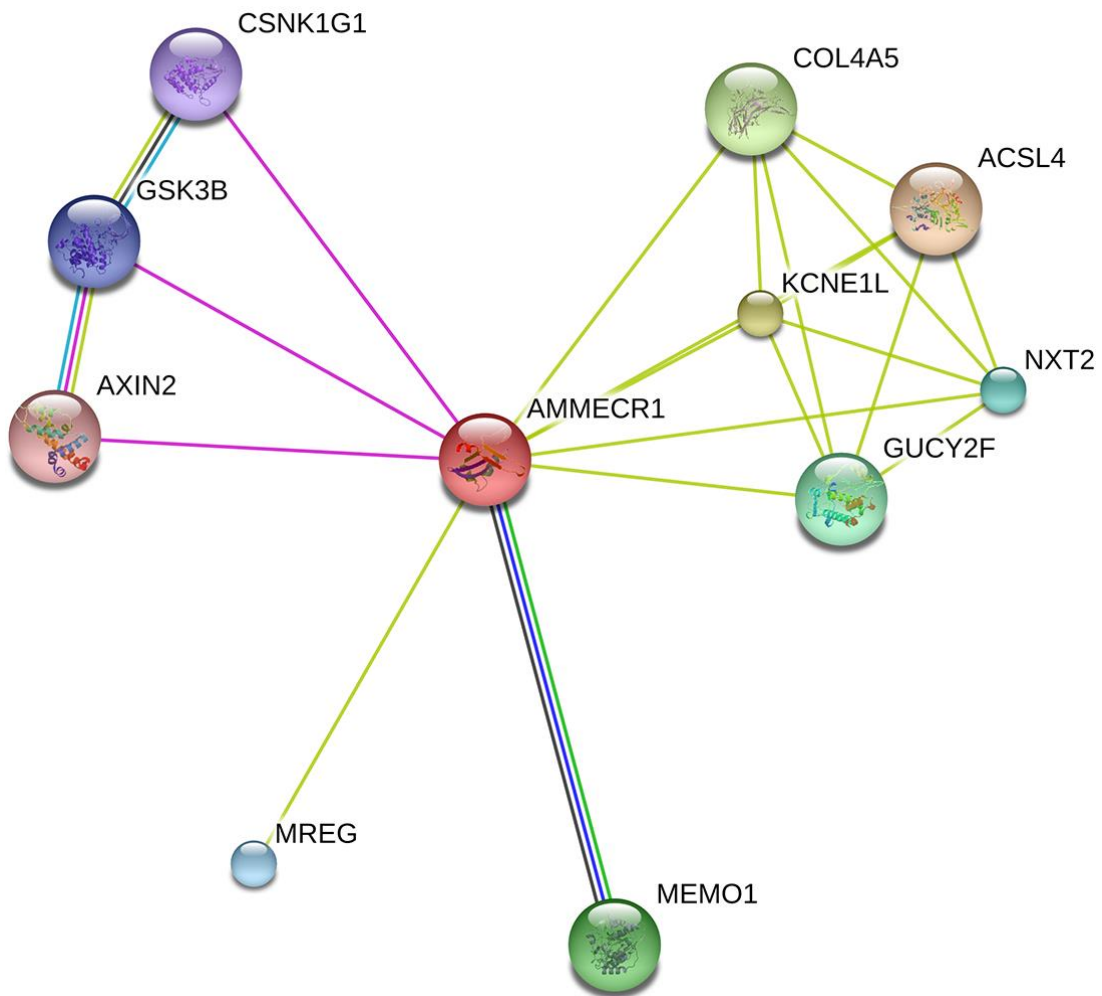 CSNK1G1
COL4A5
ACSL4
GSK3B
KCNE1L
NXT2
AXIN2
AMMECR1
GUCY2F
MREG
MEMO1